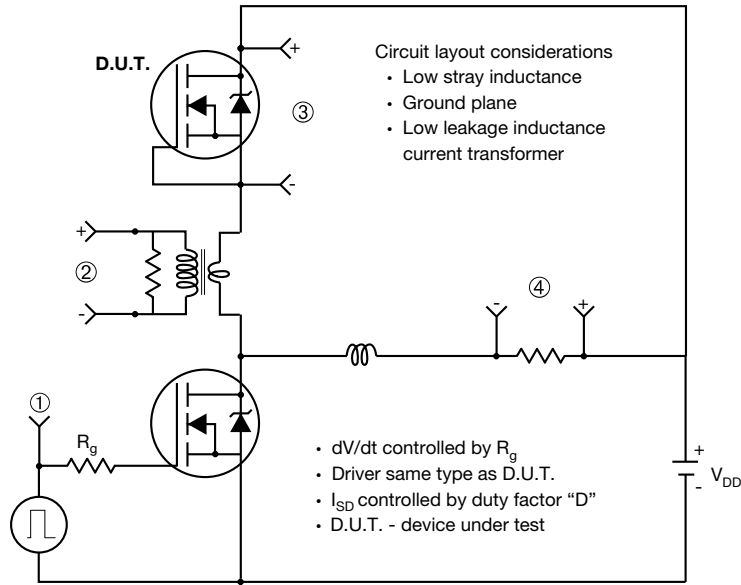 D.U.T.
+
Circuit layout considerations
• Low stray inductance
• Ground plane
• Low leakage inductance
current transformer
③
-
+
②
-
-
④
+
①
R_g
• dV/dt controlled by R_g
• Driver same type as D.U.T.
• I_SD controlled by duty factor “D”
• D.U.T. - device under test
+
V_DD
-